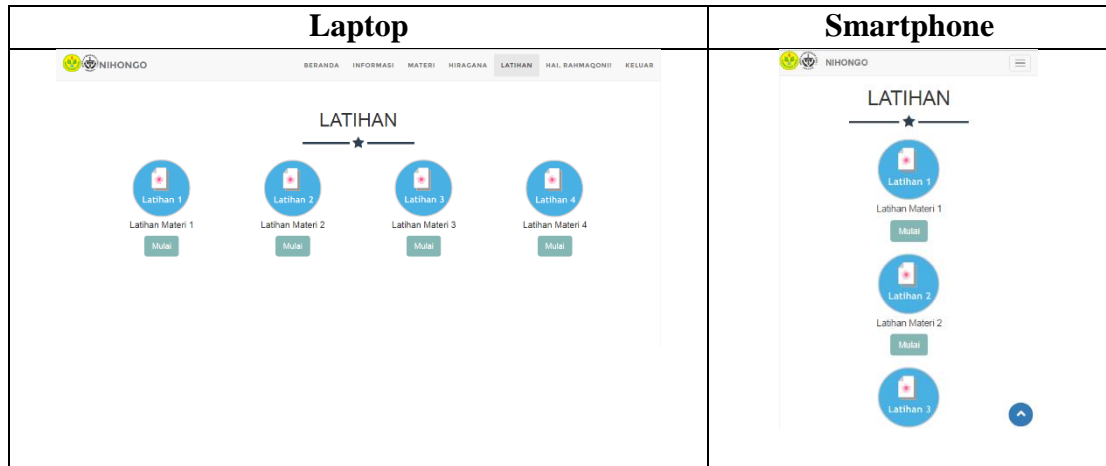 Laptop
Smartphone
NIHONGO
BERANDA INFORMASI MATERI HIRAGANA LATIHAN HAI, RAHMAQONI! KELUAR
LATIHAN
Latihan 1 Latihan 2 Latihan 3 Latihan 4
Latihan Materi 1 Latihan Materi 2 Latihan Materi 3 Latihan Materi 4
Mulai Mulai Mulai Mulai
NIHONGO
LATIHAN
Latihan 1
Latihan Materi 1
Mulai
Latihan 2
Latihan Materi 2
Mulai
Latihan 3